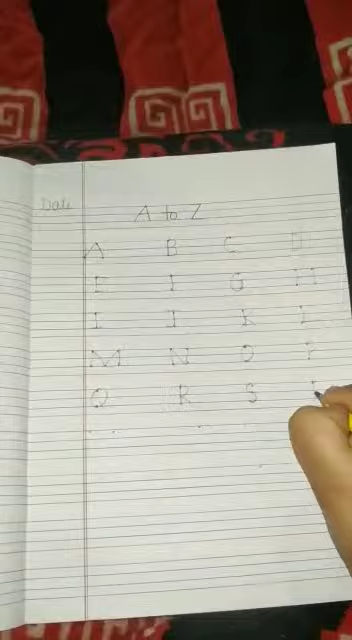 Date
A to Z
A B C D
E F G H
I J K L
M N O P
Q R S